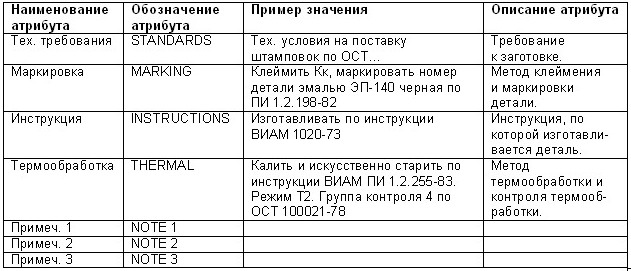 Наименование атрибута Обозначение атрибута Пример значения Описание атрибута
Тех. требования STANDARDS Тех. условия на поставку штамповок по ОСТ... Требование к заготовке.
Маркировка MARKING Клеймить Кк, маркировать номер детали эмалью ЭП-140 черная по ПИ 1.2.198-82 Метод клеймения и маркировки детали.
Инструкция INSTRUCTIONS Изготавливать по инструкции ВИАМ 1020-73 Инструкция, по которой изготавли-вается деталь.
Термообработка THERMAL Калить и искусственно старить по инструкции ВИАМ ПИ 1.2.255-83. Режим Т2. Группа контроля 4 по ОСТ 100021-78 Метод термообработки и контроля термооб-работки.
Примеч. 1 NOTE 1
Примеч. 2 NOTE 2
Примеч. 3 NOTE 3